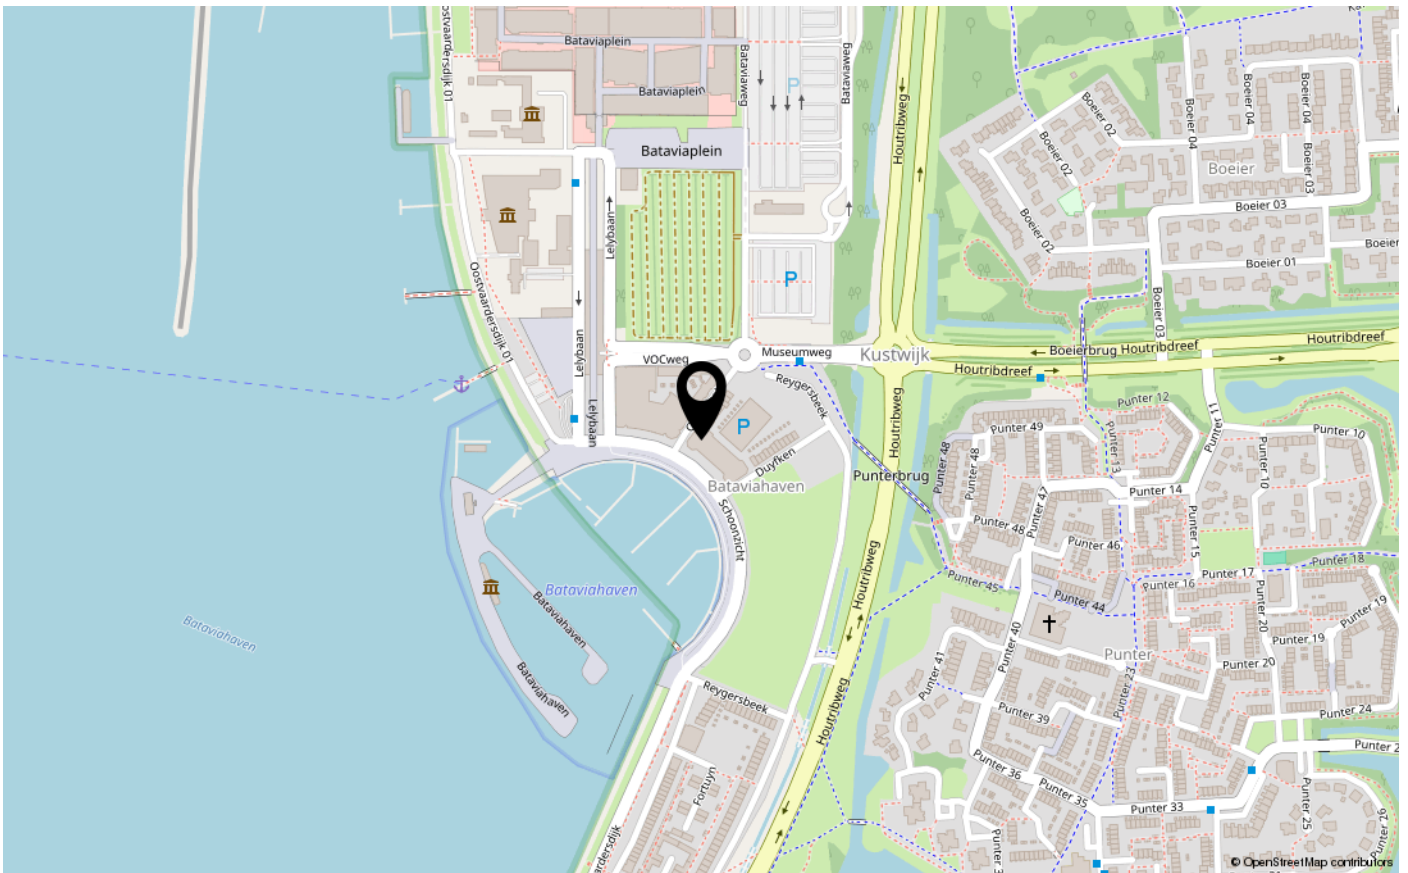 Bataviaplein
Bataviaplein
Bataviaweg
Bataviaweg
Bataviaplein
Houtribweg
Boeier 02
Boeier 02
Boeier 02
Boeier 04
Boeier 04
Boeier 04
Boeier 03
Boeier
Boeier 03
Boeier 01
Boeier 03
Lelybaan
Lelybaan
Lelybaan
Oostvaardersdijk 01
P
P
VOCweg
Museumweg
Kustwijk
Boeierbrug Houtribdreef
Houtribdreef
Houtribdreef
Reygersbeek
Houtribweg
P
Duyfken
Bataviahaven
Punterbrug
Schoonzicht
Punter 12
Punter 11
Punter 10
Punter 10
Punter 49
Punter 48
Punter 48
Punter 48
Punter 47
Punter 13
Punter 14
Punter 15
Punter 46
Punter 45
Punter 44
Punter 16
Punter 17
Punter 18
Punter 19
Punter 19
Punter 20
Punter 20
Houtribweg
Bataviahaven
Bataviahaven
Bataviahaven
Bataviahaven
Punter 40
Punter 41
Punter
Punter 23
Punter 24
Punter 39
Punter 36
Punter 35
Punter 33
Punter 25
Punter 26
Reygersbeek
Houtribweg
Fortuyn
© OpenStreetMap contributors